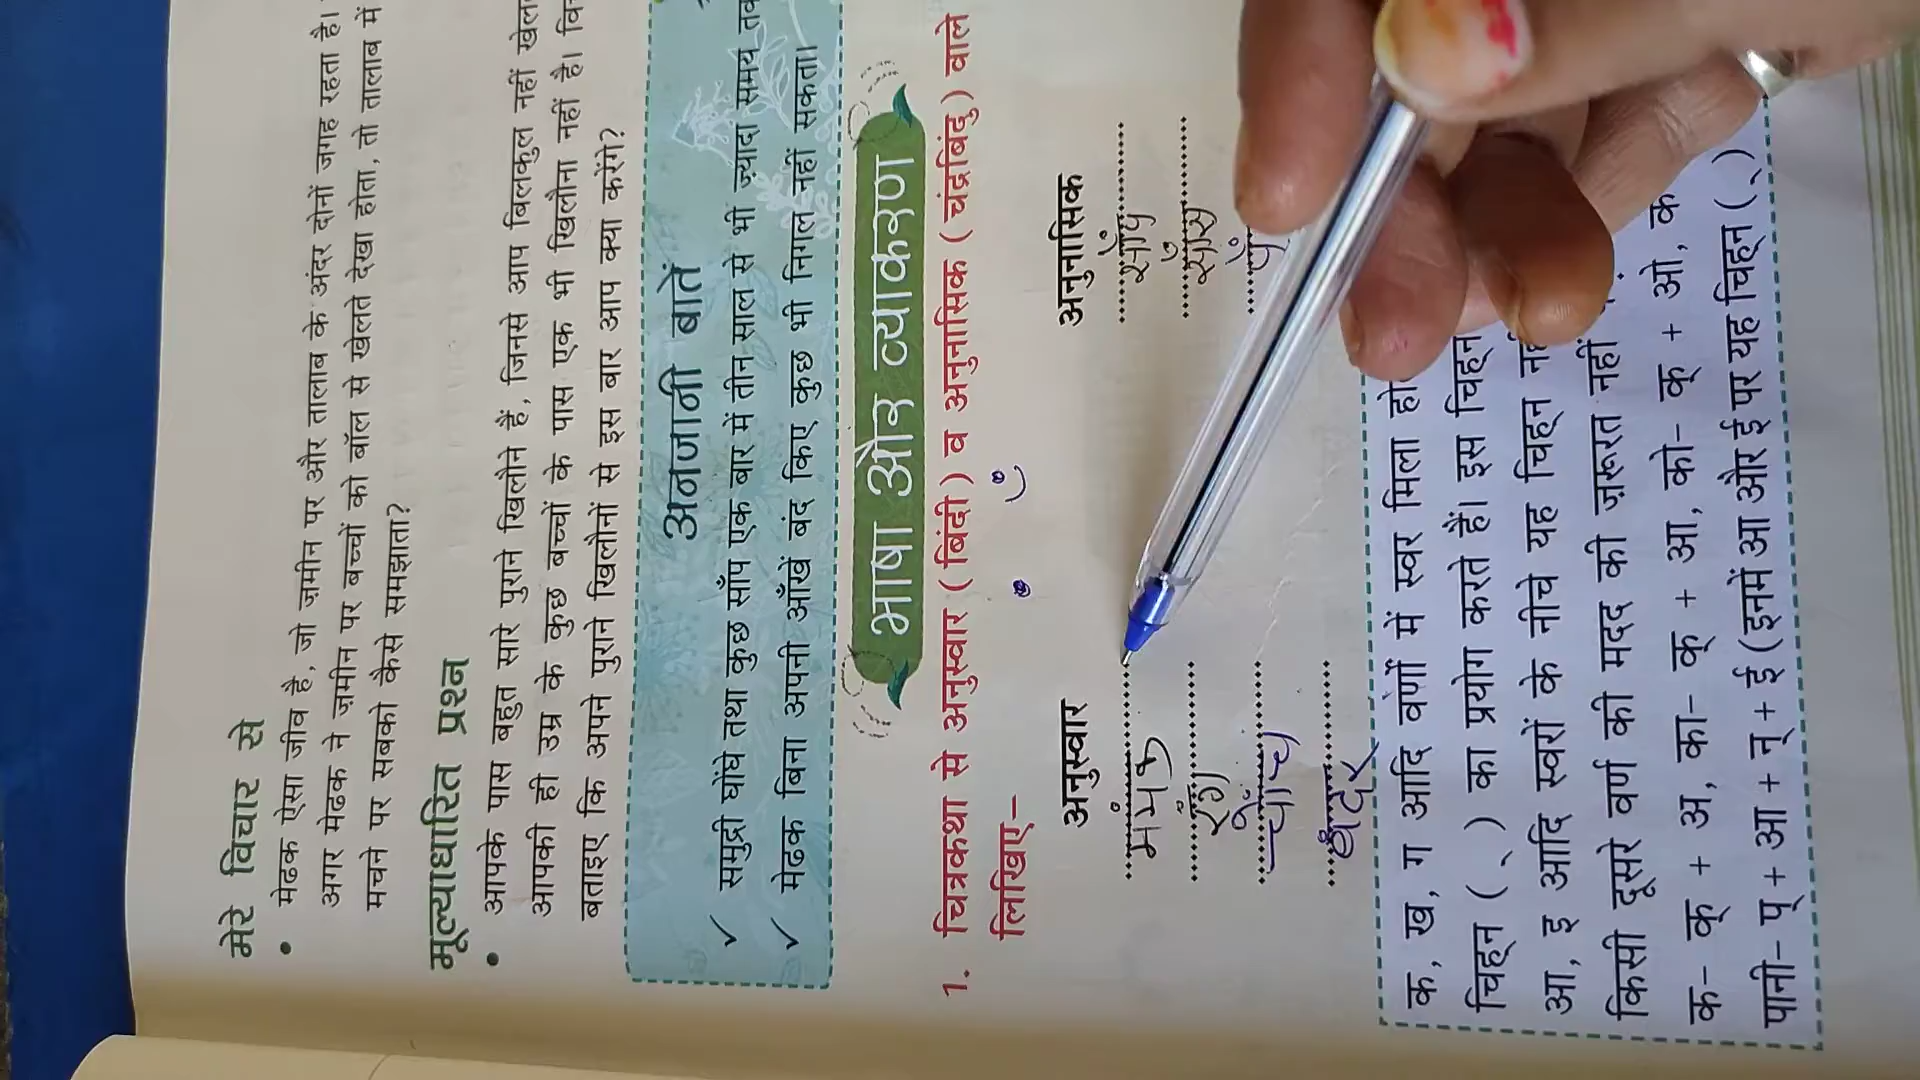 मेरे विचार से
• मेढक ऐसा जीव है, जो ज़मीन पर और तालाब के अंदर दोनों जगह रहता है।
अगर मेढक ने ज़मीन पर बच्चों को बॉल से खेलते देखा होता, तो तालाब में
मचने पर सबको कैसे समझाता?
मूल्याधारित प्रश्न
• आपके पास बहुत सारे पुराने खिलौने हैं, जिनसे आप बिलकुल नहीं खेल
आपकी ही उम्र के कुछ बच्चों के पास एक भी खिलौना नहीं है।
बताइए कि अपने पुराने खिलौनों से इस बार आप क्या करेंगे?
अनजानी बातें
✓ समुद्री घोंघे तथा कुछ साँप एक बार में तीन साल से भी ज़्यादा समय तक
✓ मेढक बिना अपनी आँखें बंद किए कुछ भी निगल नहीं सकता।
भाषा और व्याकरण
1. चित्रकथा से अनुस्वार (बिंदी) व अनुनासिक (चंद्रबिंदु) वाले
लिखिए–
अनुस्वार अनुनासिक
साँप
रंग साँस
बंदर
क, ख, ग आदि वर्णों में स्वर मिला
चिह्न (्) का प्रयोग करते हैं। इस चिह्न
आ, इ आदि स्वरों के नीचे यह चिह्न
किसी दूसरे वर्ण की मदद की ज़रूरत नहीं
क– क् + अ, का– क् + आ, को– क् + ओ,
पानी– प् + आ + न् + ई (इनमें आ और ई पर यह चिह्न (्)